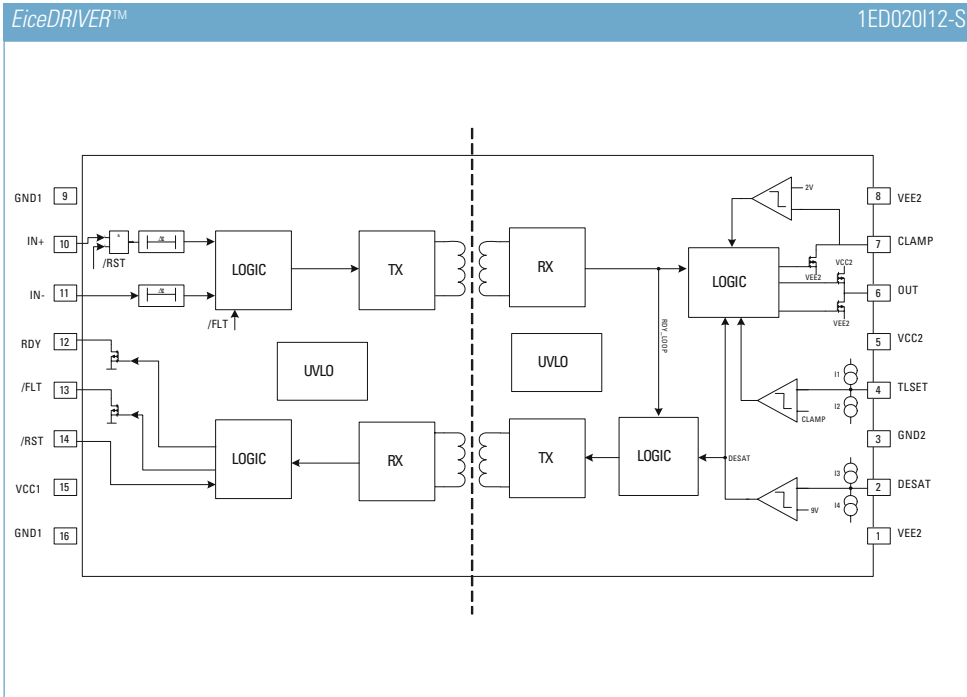 EiceDRIVER™
1ED020I12-S
GND1 9
IN+ 10
/RST
IN- 11
/FLT
RDY 12
/FLT 13
/RST 14
VCC1 15
GND1 16
LOGIC
TX
UVLO
LOGIC
RX
RX
UVLO
TX
LOGIC
RDY_LOOP
LOGIC
2V
VEE2
VCC2
VEE2
I1
I2
CLAMP
DESAT
I3
I4
9V
8 VEE2
7 CLAMP
6 OUT
5 VCC2
4 TLSET
3 GND2
2 DESAT
1 VEE2